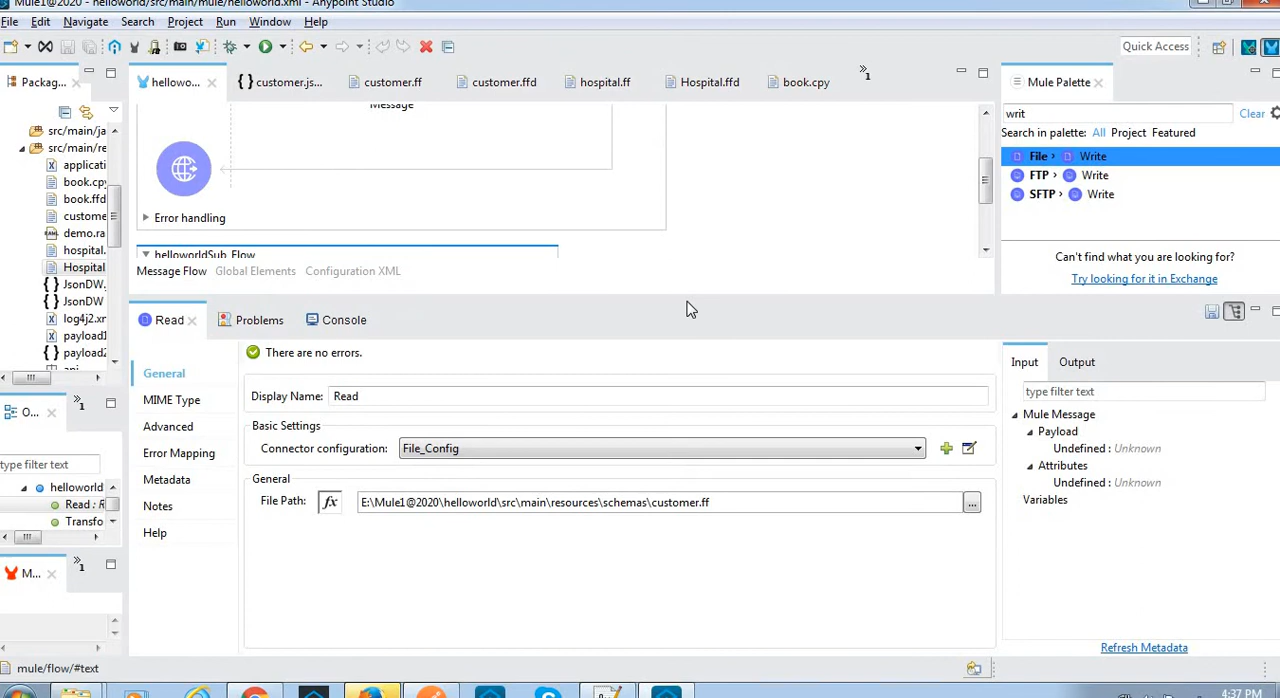 Mule1@2020 - helloworld/src/main/mule/helloworld.xml - Anypoint Studio
File Edit Navigate Search Project Run Window Help
Quick Access
Packag...
hellowo...
customer.js...
customer.ff
customer.ffd
hospital.ff
Hospital.ffd
book.cpy
1
Mule Palette
src/main/ja
src/main/re
applicati
book.cp
book.ffd
custome
demo.ra
hospital.
Hospital
JsonDW.
JsonDW
log4j2.xr
payload1
payload2
Message
Error handling
helloworldSub_Flow
Message Flow Global Elements Configuration XML
writ
Clear
Search in palette: All Project Featured
File > Write
FTP > Write
SFTP > Write
Can't find what you are looking for?
Try looking for it in Exchange
Read
Problems
Console
There are no errors.
General
MIME Type
Advanced
Error Mapping
Metadata
Notes
Help
Display Name: Read
Basic Settings
Connector configuration: File_Config
General
File Path: fx E:\Mule1@2020\helloworld\src\main\resources\schemas\customer.ff ...
Input Output
type filter text
Mule Message
Payload
Undefined : Unknown
Attributes
Undefined : Unknown
Variables
Refresh Metadata
O...
1
type filter text
helloworld
Read : R
Transfo
M...
1
mule/flow/#text
4:37 PM